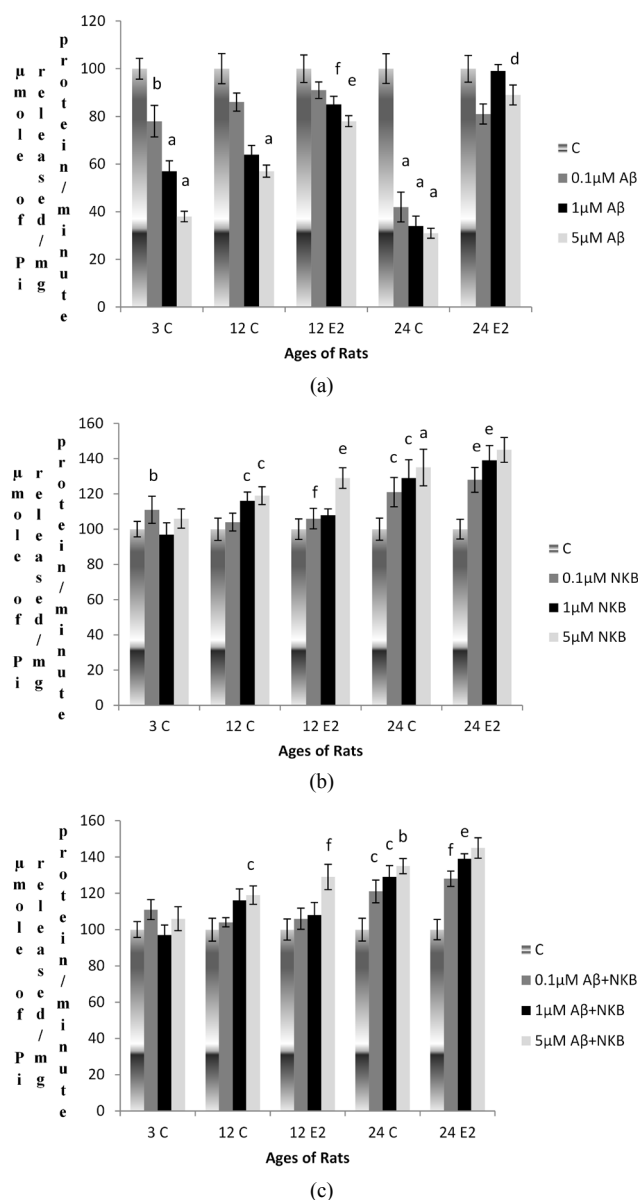 μmole of Pi
released/mg
protein/minute
120
100
80
60
40
20
0
b a a
a a
f e
a a a
d
3 C 12 C 12 E2 24 C 24 E2
Ages of Rats
C
0.1μM Aβ
1μM Aβ
5μM Aβ
(a)
μmole of Pi
released/mg
protein/minute
160
140
120
100
80
60
40
20
0
b
c c
f e
c c a
e e
3 C 12 C 12 E2 24 C 24 E2
Ages of Rats
C
0.1μM NKB
1μM NKB
5μM NKB
(b)
μmole of Pi
released/mg
protein/minute
160
140
120
100
80
60
40
20
0
c
f
c c b
f e
3 C 12 C 12 E2 24 C 24 E2
Ages of Rats
C
0.1μM Aβ+NKB
1μM Aβ+NKB
5μM Aβ+NKB
(c)